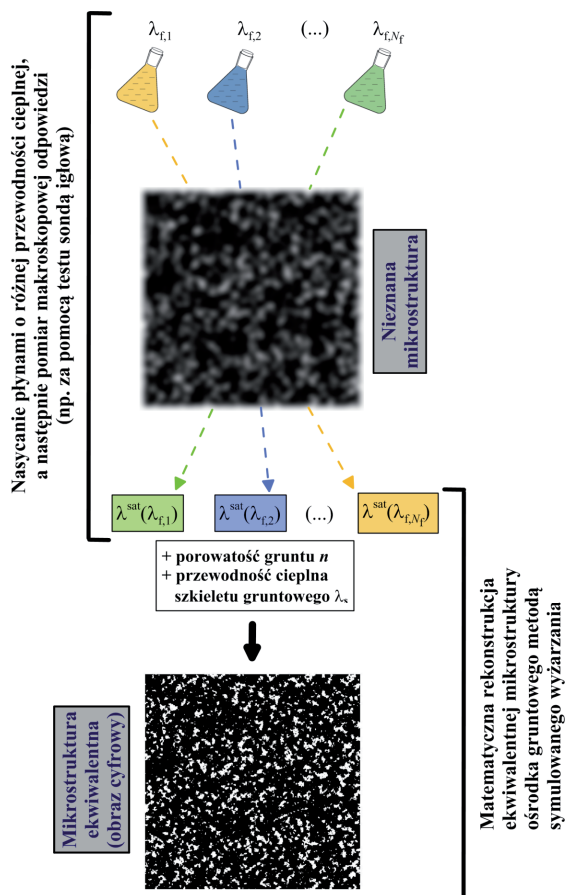 λf,1
λf,2
(...)
λf,Nf
Nasycanie płynami o różnej przewodności cieplnej,
a następnie pomiar makroskopowej odpowiedzi
(np. za pomocą testu sondą igłową)
Nieznana
mikrostruktura
λsat(λf,1)
λsat(λf,2)
(...)
λsat(λf,Nf)
+ porowatość gruntu n
+ przewodność cieplna
szkieletu gruntowego λs
Mikrostruktura
ekwiwalentna
(obraz cyfrowy)
Matematyczna rekonstrukcja
ekwiwalentnej mikrostruktury
ośrodka gruntowego metodą
symulowanego wyżarzania